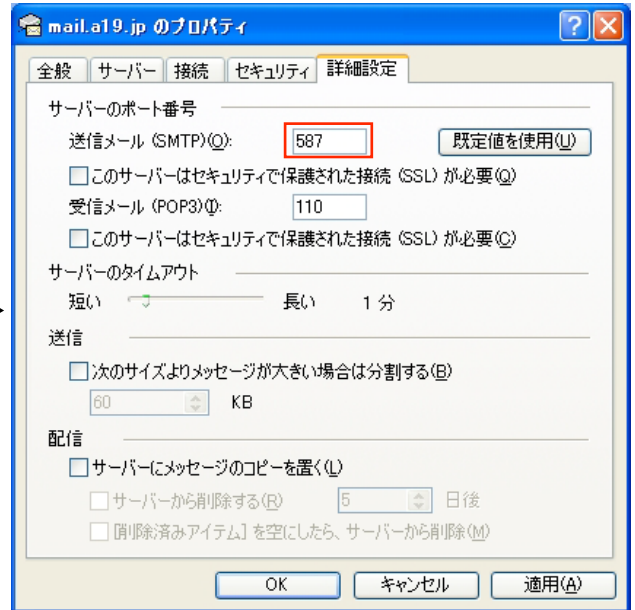 mail.a19.jp のプロパティ
全般 サーバー 接続 セキュリティ 詳細設定
サーバーのポート番号
送信メール (SMTP)(O): 587 既定値を使用(U)
このサーバーはセキュリティで保護された接続 (SSL) が必要(Q)
受信メール (POP3)(I): 110
このサーバーはセキュリティで保護された接続 (SSL) が必要(C)
サーバーのタイムアウト
短い 長い 1 分
送信
次のサイズよりメッセージが大きい場合は分割する(B)
60 KB
配信
サーバーにメッセージのコピーを置く(L)
サーバーから削除する(R) 5 日後
[削除済みアイテム] を空にしたら、サーバーから削除(M)
OK キャンセル 適用(A)